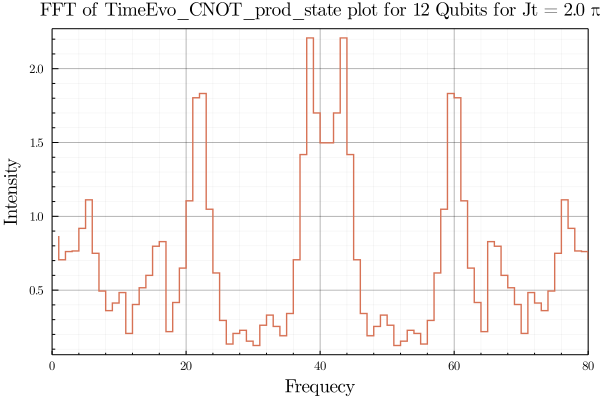 FFT of TimeEvo_CNOT_prod_state plot for 12 Qubits for Jt = 2.0 π
2.0
1.5
1.0
0.5
Intensity
0 20 40 60 80
Frequecy